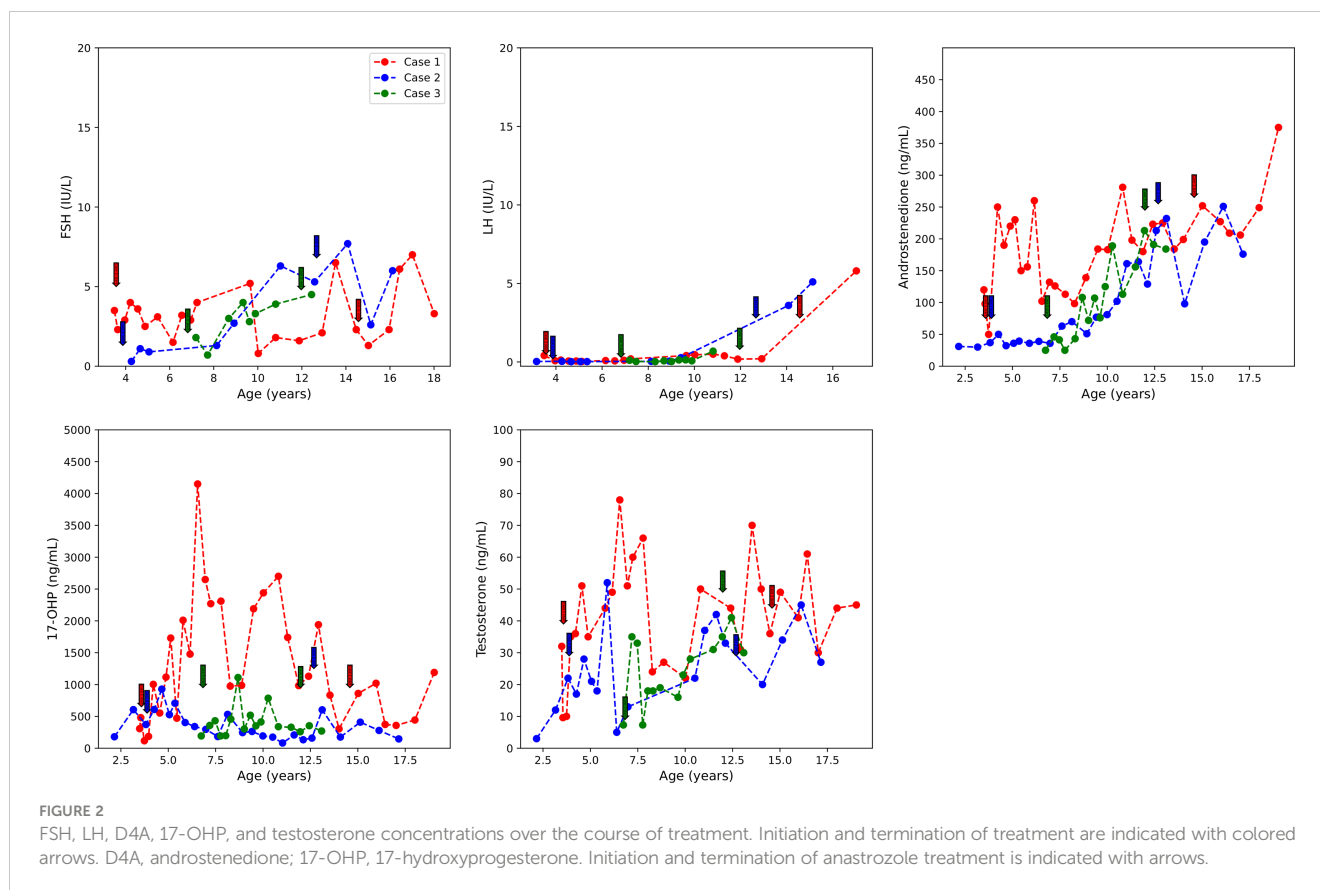 20
15
10
5
0
FSH (IU/L)
4 6 8 10 12 14 16 18
Age (years)
Case 1
Case 2
Case 3
20
15
10
5
0
LH (IU/L)
4 6 8 10 12 14 16
Age (years)
450
400
350
300
250
200
150
100
50
0
Androstenedione (ng/mL)
2.5 5.0 7.5 10.0 12.5 15.0 17.5
Age (years)
5000
4500
4000
3500
3000
2500
2000
1500
1000
500
0
17-OHP (ng/mL)
2.5 5.0 7.5 10.0 12.5 15.0 17.5
Age (years)
100
90
80
70
60
50
40
30
20
10
0
Testosterone (ng/mL)
2.5 5.0 7.5 10.0 12.5 15.0 17.5
Age (years)
FIGURE 2
FSH, LH, D4A, 17-OHP, and testosterone concentrations over the course of treatment. Initiation and termination of treatment are indicated with colored
arrows. D4A, androstenedione; 17-OHP, 17-hydroxyprogesterone. Initiation and termination of anastrozole treatment is indicated with arrows.